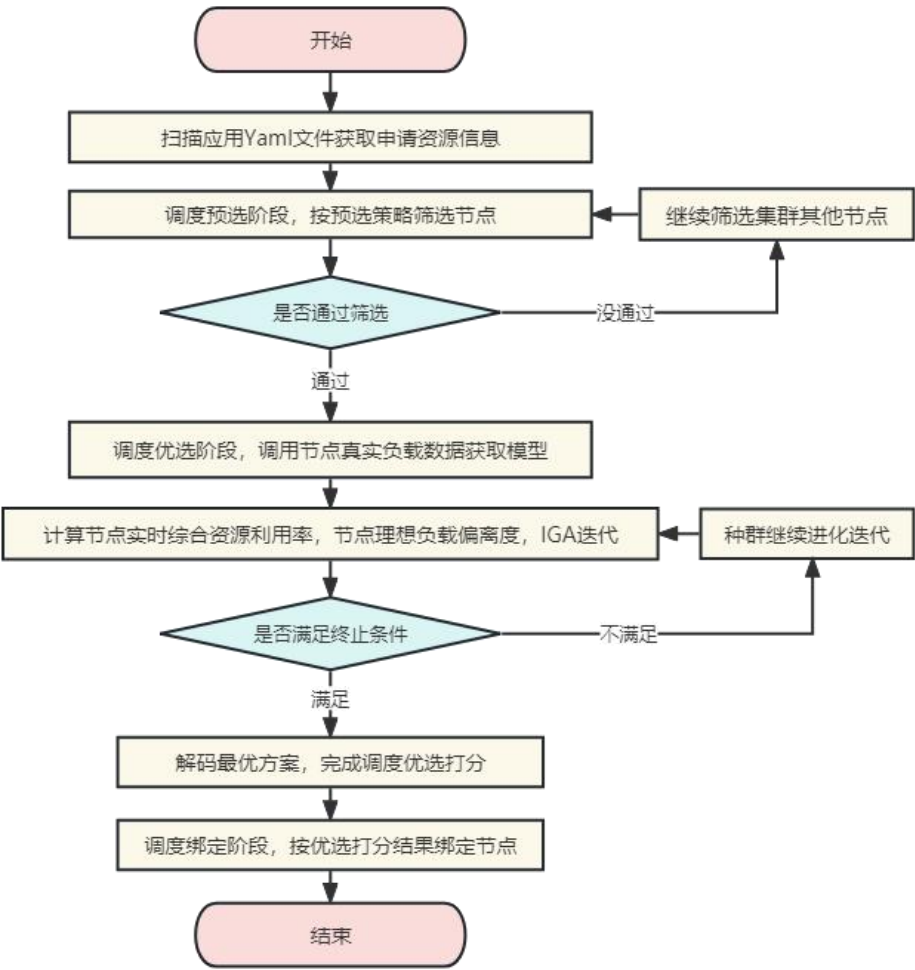 开始
扫描应用Yaml文件获取申请资源信息
调度预选阶段，按预选策略筛选节点
继续筛选集群其他节点
是否通过筛选
没通过
通过
调度优选阶段，调用节点真实负载数据获取模型
计算节点实时综合资源利用率，节点理想负载偏离度，IGA迭代
种群继续进化迭代
是否满足终止条件
不满足
满足
解码最优方案，完成调度优选打分
调度绑定阶段，按优选打分结果绑定节点
结束